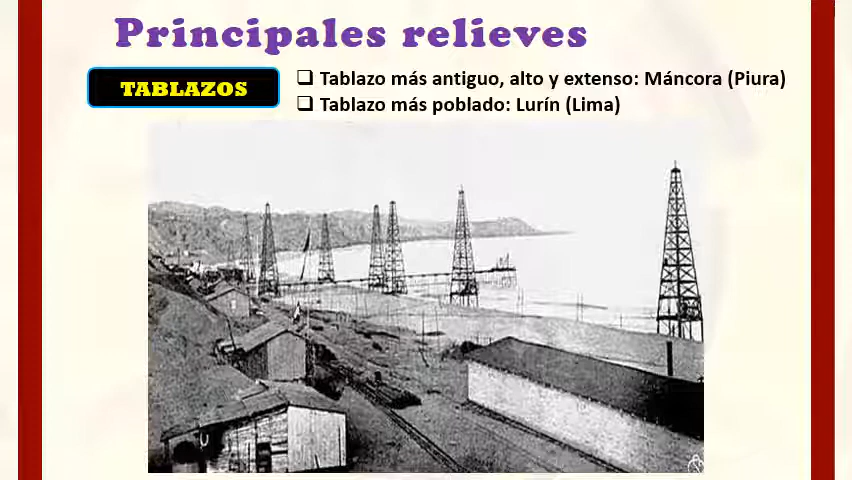 Principales relieves
TABLAZOS
❑ Tablazo más antiguo, alto y extenso: Máncora (Piura)
❑ Tablazo más poblado: Lurín (Lima)